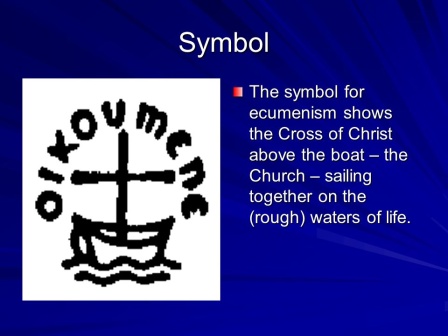 Symbol
OIKOUMENE
The symbol for
ecumenism shows
the Cross of Christ
above the boat – the
Church – sailing
together on the
(rough) waters of life.